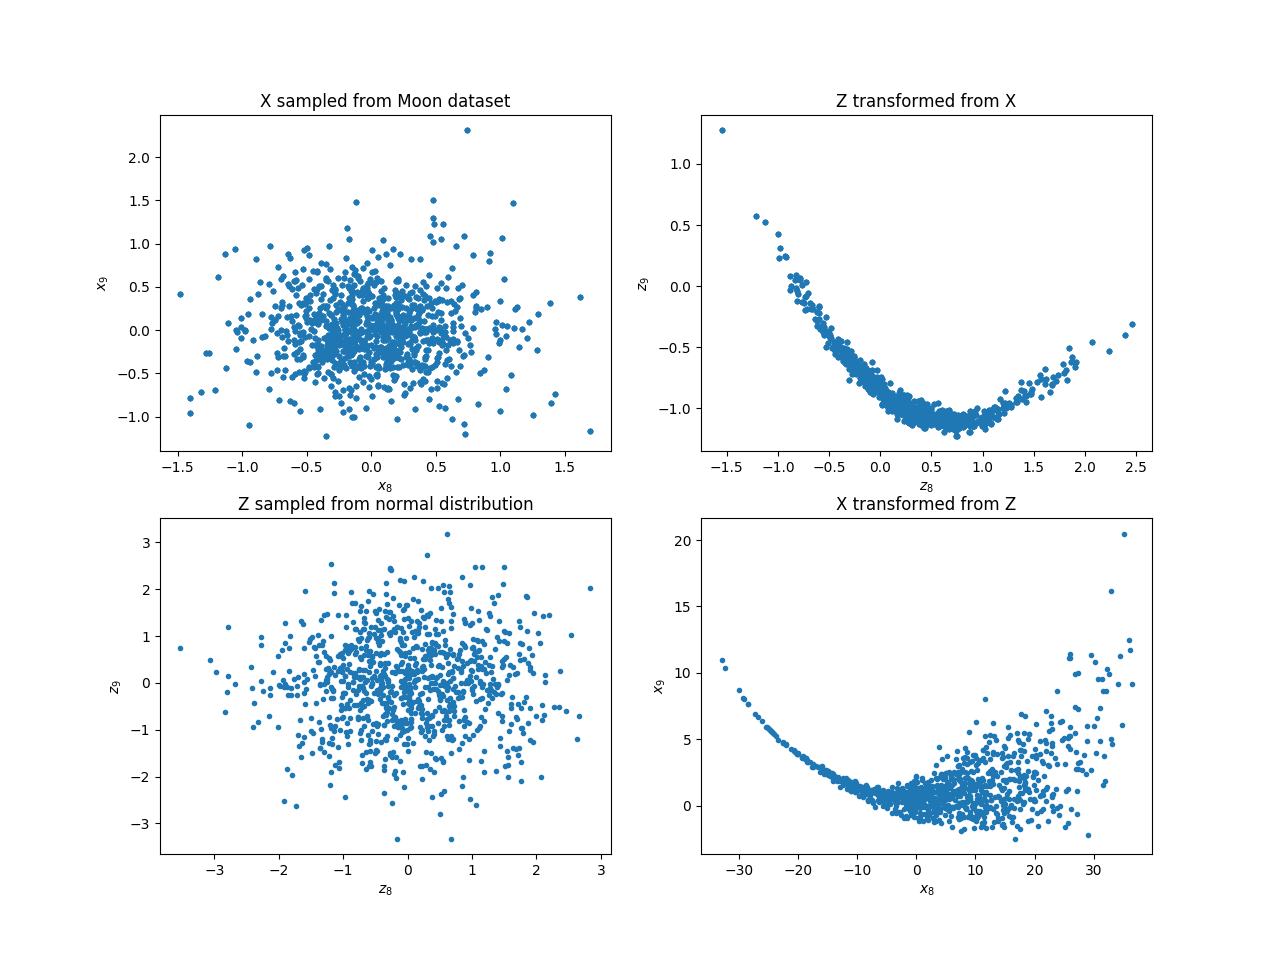 X sampled from Moon dataset
x₉
2.0
1.5
1.0
0.5
0.0
−0.5
−1.0
−1.5 −1.0 −0.5 0.0 0.5 1.0 1.5
x₈
Z transformed from X
z₉
1.0
0.5
0.0
−0.5
−1.0
−1.5 −1.0 −0.5 0.0 0.5 1.0 1.5 2.0 2.5
z₈
Z sampled from normal distribution
z₉
3
2
1
0
−1
−2
−3
−3 −2 −1 0 1 2 3
z₈
X transformed from Z
x₉
20
15
10
5
0
−30 −20 −10 0 10 20 30
x₈